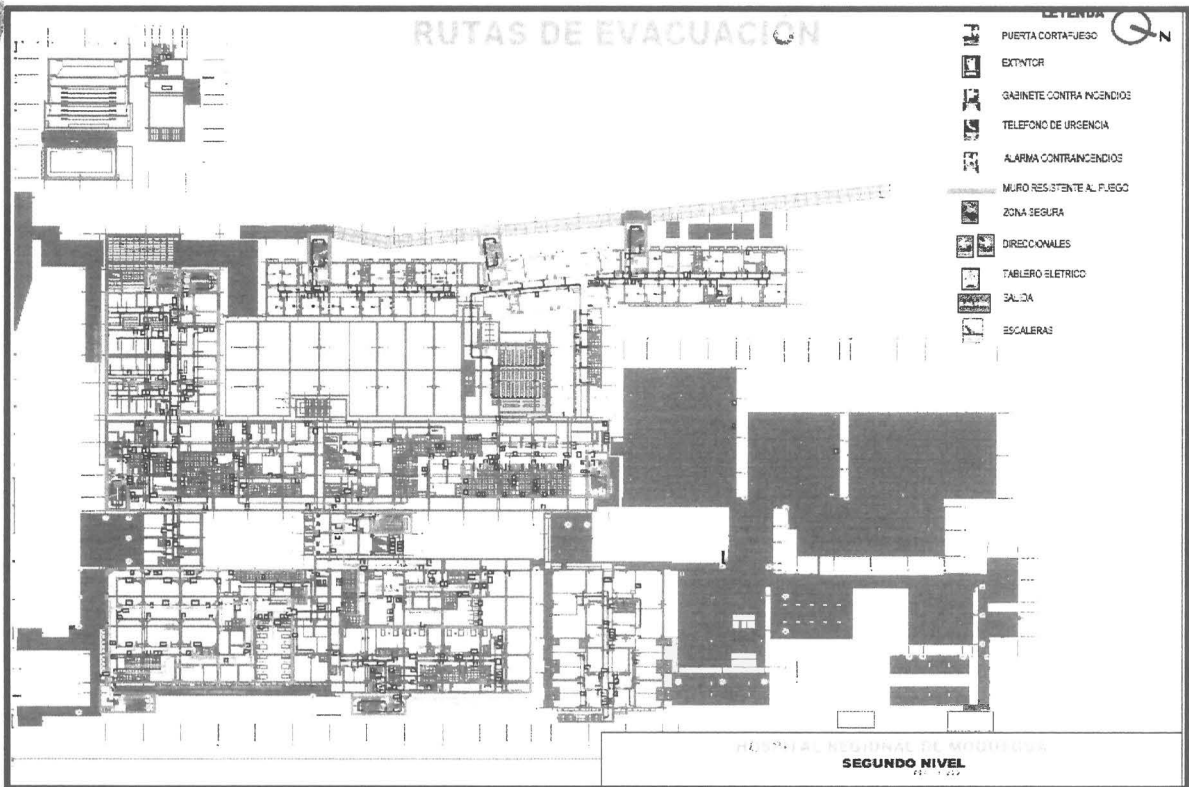 RUTAS DE EVACUACIÓN
LEYENDA
N
PUERTA CORTAFUEGO
EXTINTOR
GABINETE CONTRA INCENDIOS
TELEFONO DE URGENCIA
ALARMA CONTRAINCENDIOS
MURO RESISTENTE AL FUEGO
ZONA SEGURA
DIRECCIONALES
TABLERO ELETRICO
SALIDA
ESCALERAS
HOSPITAL REGIONAL DE MOQUEGUA
SEGUNDO NIVEL